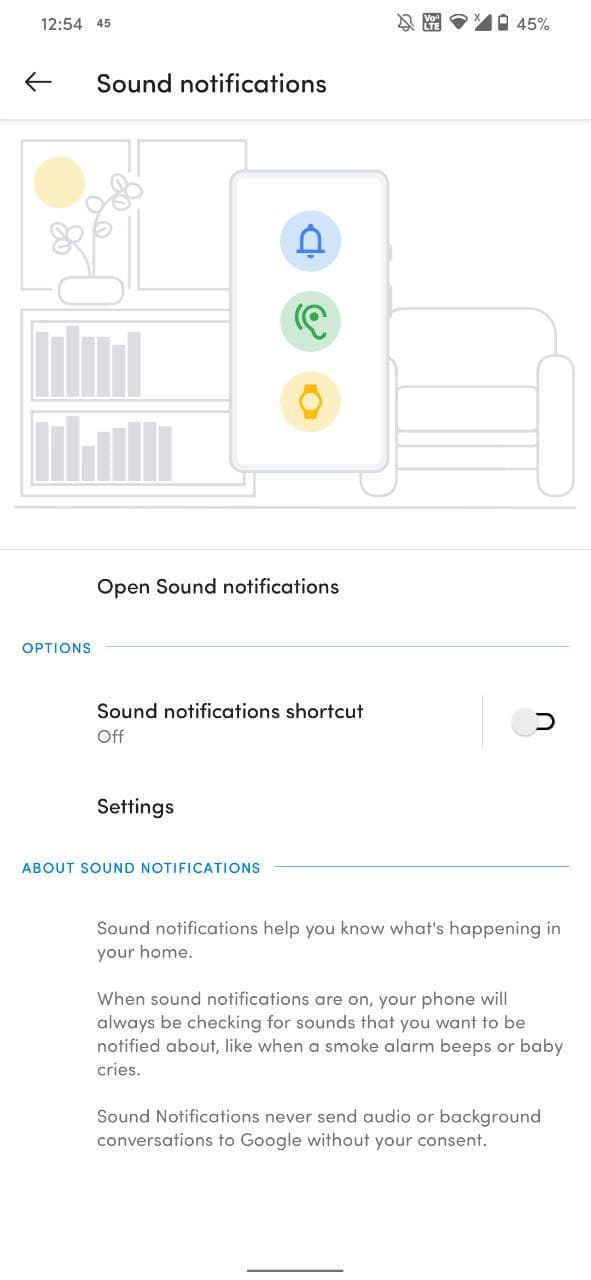 12:54 45 Vo) LTE x 45%
Sound notifications
Open Sound notifications
OPTIONS
Sound notifications shortcut
Off
Settings
ABOUT SOUND NOTIFICATIONS
Sound notifications help you know what's happening in
your home.
When sound notifications are on, your phone will
always be checking for sounds that you want to be
notified about, like when a smoke alarm beeps or baby
cries.
Sound Notifications never send audio or background
conversations to Google without your consent.